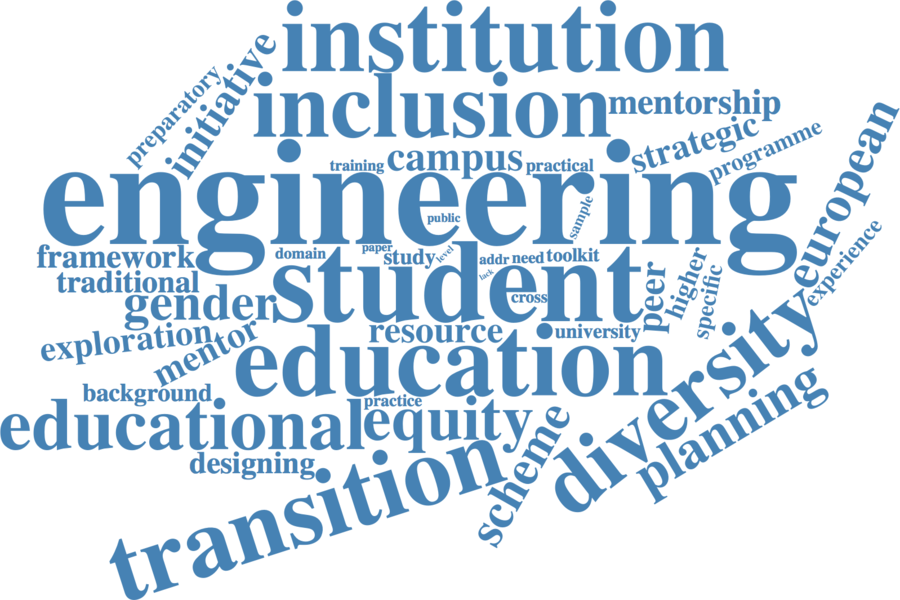 institution
preparatory
initiative
inclusion
mentorship
strategic
programme
european
training
campus
practical
engineering
public
sample
experience
framework
domain
paper
study
level
addr
need
toolkit
lack
traditional
student
gender
cross
peer
higher
specific
exploration
mentor
resource
university
education
diversity
background
practice
educational
equity
scheme
planning
designing
transition